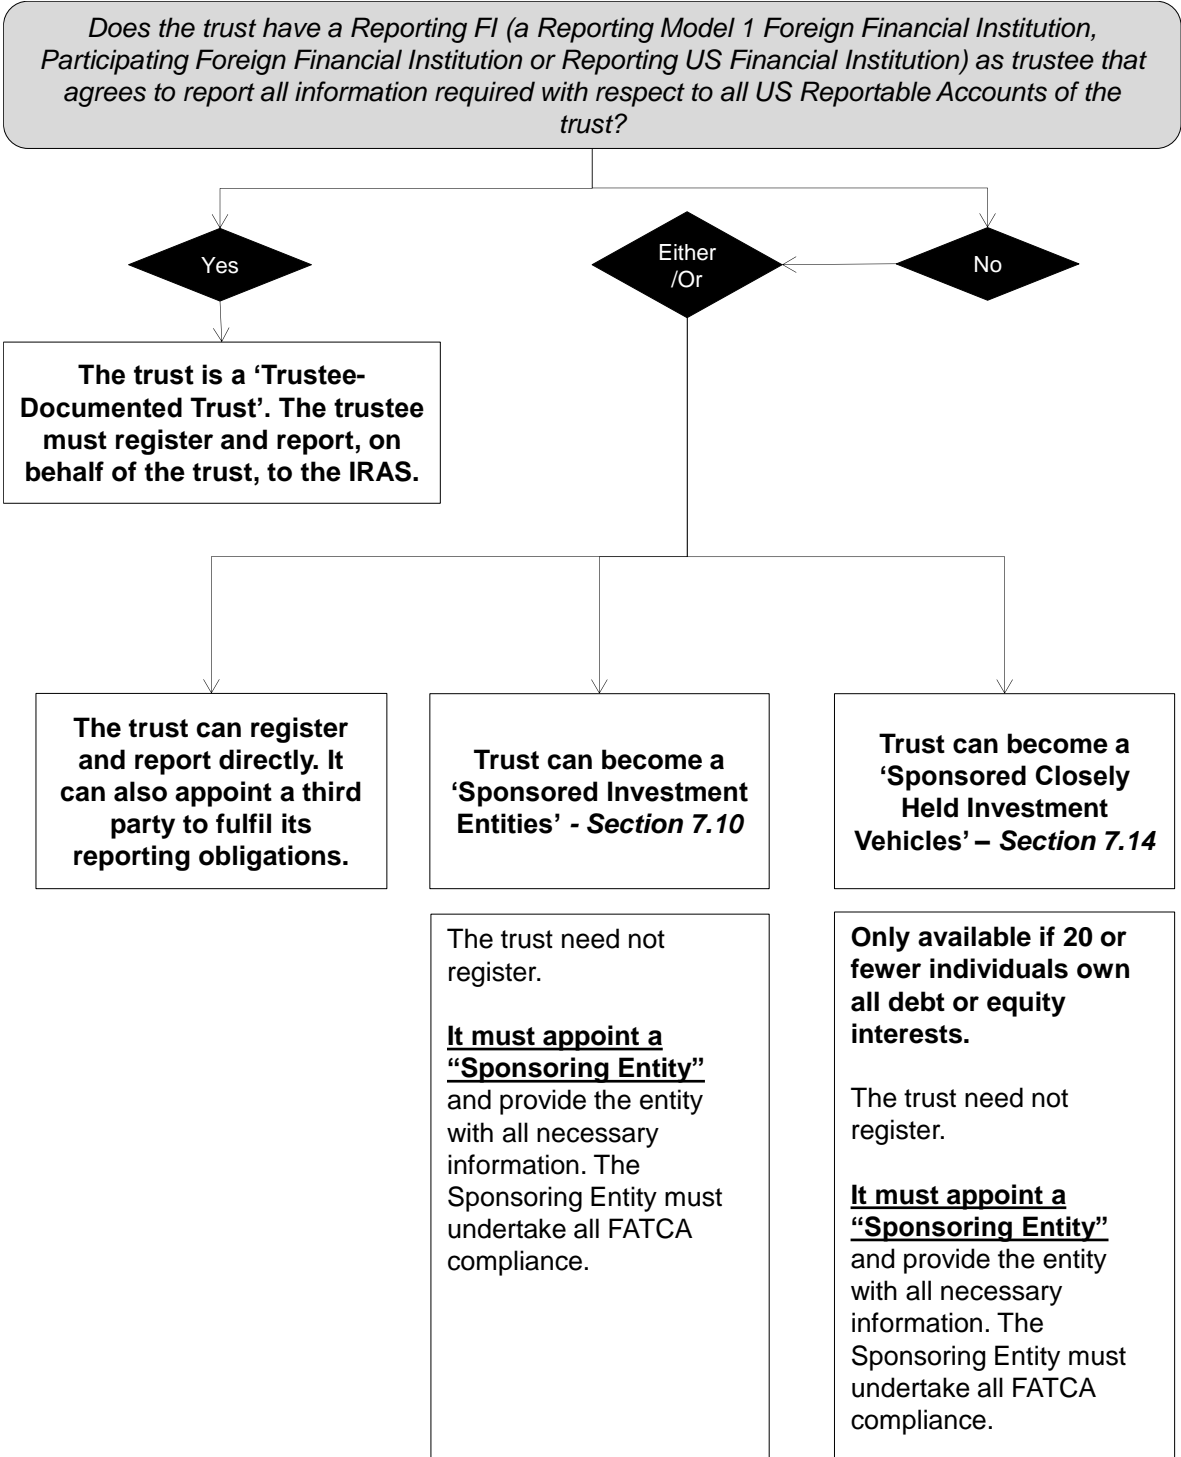 Does the trust have a Reporting FI (a Reporting Model 1 Foreign Financial Institution,
Participating Foreign Financial Institution or Reporting US Financial Institution) as trustee that
agrees to report all information required with respect to all US Reportable Accounts of the
trust?
Yes
Either
/Or
No
The trust is a ‘Trustee-
Documented Trust’. The trustee
must register and report, on
behalf of the trust, to the IRAS.
The trust can register
and report directly. It
can also appoint a third
party to fulfil its
reporting obligations.
Trust can become a
‘Sponsored Investment
Entities’ - Section 7.10
Trust can become a
‘Sponsored Closely
Held Investment
Vehicles’ – Section 7.14
The trust need not
register.
It must appoint a
“Sponsoring Entity”
and provide the entity
with all necessary
information. The
Sponsoring Entity must
undertake all FATCA
compliance.
Only available if 20 or
fewer individuals own
all debt or equity
interests.
The trust need not
register.
It must appoint a
“Sponsoring Entity”
and provide the entity
with all necessary
information. The
Sponsoring Entity must
undertake all FATCA
compliance.